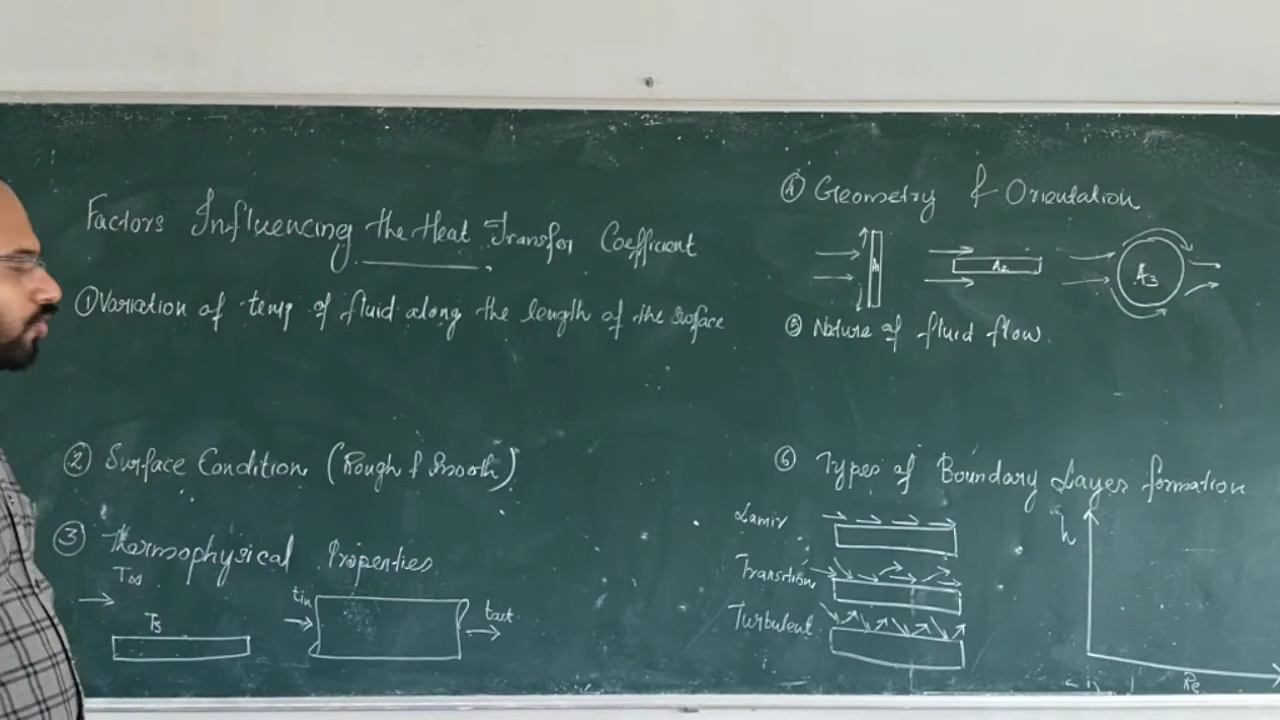 Factors Influencing the Heat Transfer Coefficient
① Variation of temp of fluid along the length of the surface
② Surface Condition (Rough & Smooth)
③ Thermophysical Properties
T∞
Ts
tin
tout
④ Geometry & Orientation
A1
A2
A3
⑤ Nature of fluid flow
⑥ Types of Boundary Layer formation
Lamir
Transition
Turbulent
h
Re